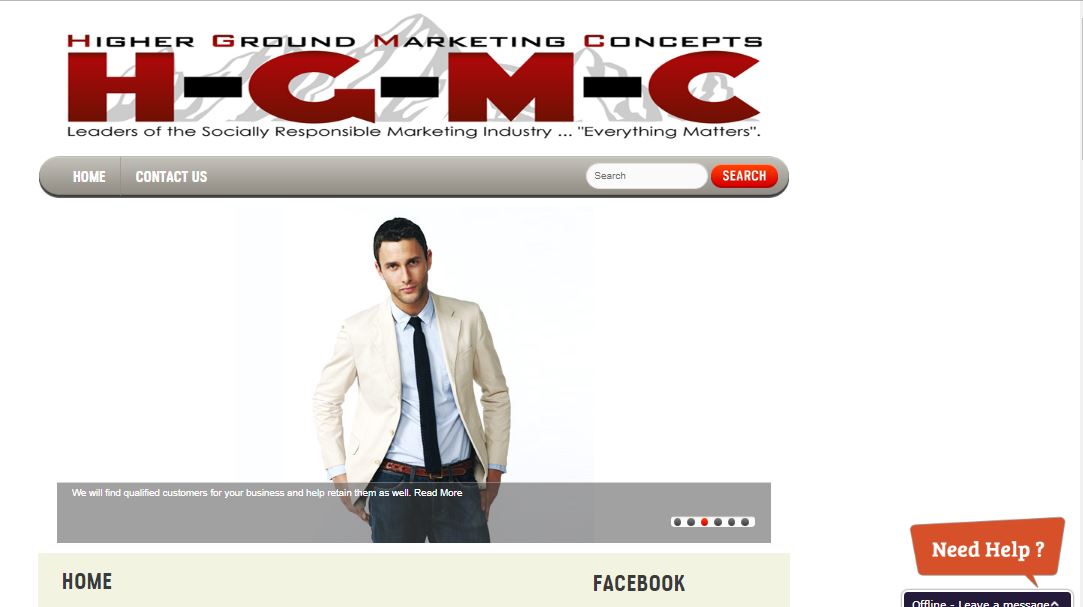 Higher Ground Marketing Concepts
H-G-M-C
Leaders of the Socially Responsible Marketing Industry ... "Everything Matters".
HOME CONTACT US Search SEARCH
We will find qualified customers for your business and help retain them as well. Read More
Need Help ?
HOME FACEBOOK
Offline - Leave a message